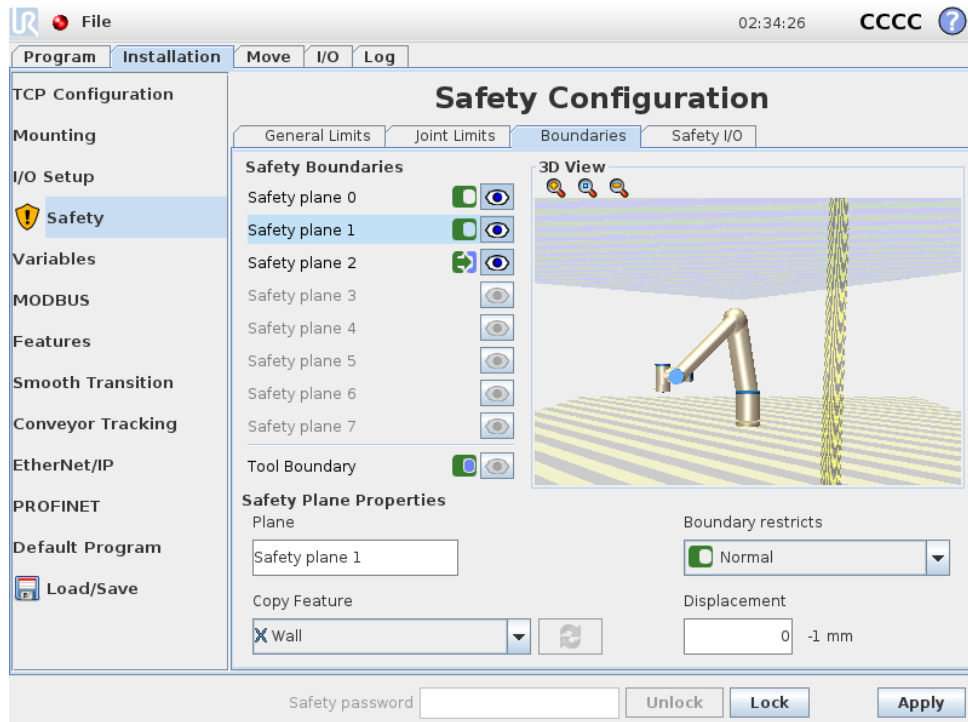 UR File 02:34:26 CCCC ?
Program Installation Move I/O Log
TCP Configuration
Mounting
I/O Setup
Safety
Variables
MODBUS
Features
Smooth Transition
Conveyor Tracking
EtherNet/IP
PROFINET
Default Program
Load/Save
Safety Configuration
General Limits Joint Limits Boundaries Safety I/O
Safety Boundaries
Safety plane 0
Safety plane 1
Safety plane 2
Safety plane 3
Safety plane 4
Safety plane 5
Safety plane 6
Safety plane 7
Tool Boundary
3D View
Safety Plane Properties
Plane
Safety plane 1
Copy Feature
Wall
Boundary restricts
Normal
Displacement
0 -1 mm
Safety password Unlock Lock Apply